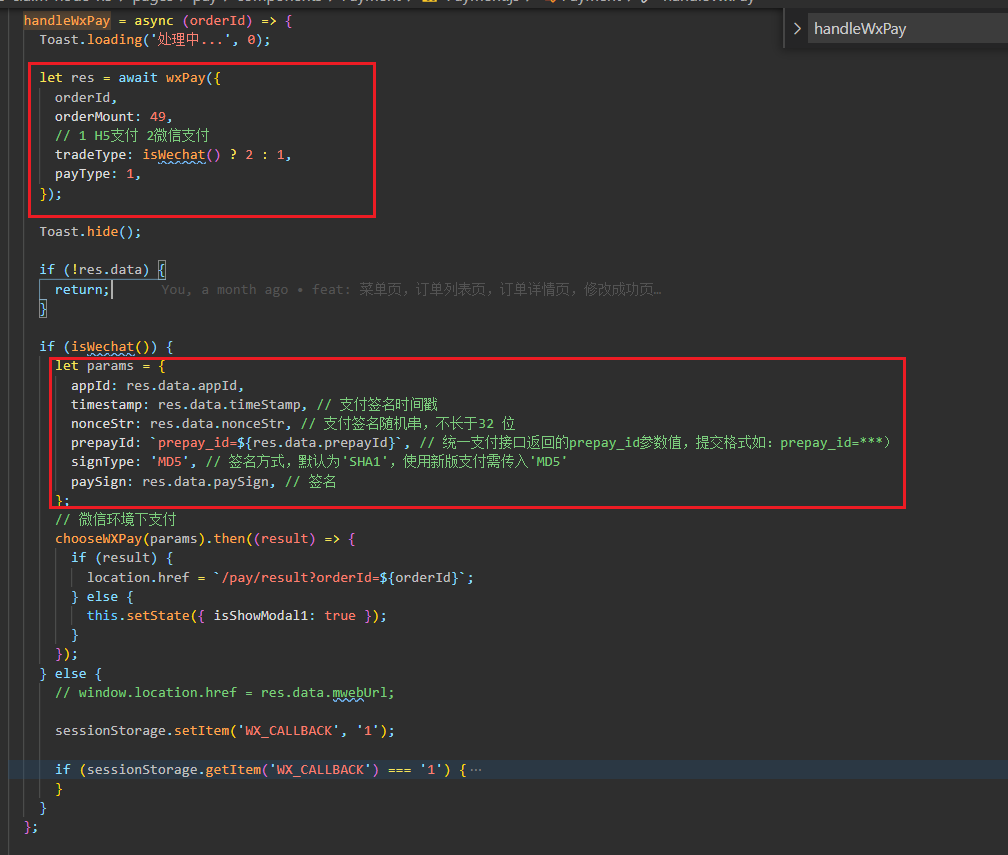 handleWxPay = async (orderId) => {
Toast.loading('处理中...', 0);
handleWxPay
let res = await wxPay({
orderId,
orderMount: 49,
// 1 H5支付 2微信支付
tradeType: isWechat() ? 2 : 1,
payType: 1,
});
Toast.hide();
if (!res.data) {
return; You, a month ago • feat: 菜单页，订单列表页，订单详情页，修改成功页…
}
if (isWechat()) {
let params = {
appId: res.data.appId,
timestamp: res.data.timeStamp, // 支付签名时间戳
nonceStr: res.data.nonceStr, // 支付签名随机串，不长于32 位
prepayId: `prepay_id=${res.data.prepayId}`, // 统一支付接口返回的prepay_id参数值，提交格式如：prepay_id=***）
signType: 'MD5', // 签名方式，默认为'SHA1'，使用新版支付需传入'MD5'
paySign: res.data.paySign, // 签名
};
// 微信环境下支付
chooseWXPay(params).then((result) => {
if (result) {
location.href = `/pay/result?orderId=${orderId}`;
} else {
this.setState({ isShowModal1: true });
}
});
} else {
// window.location.href = res.data.mwebUrl;
sessionStorage.setItem('WX_CALLBACK', '1');
if (sessionStorage.getItem('WX_CALLBACK') === '1') {⋯
}
}
};